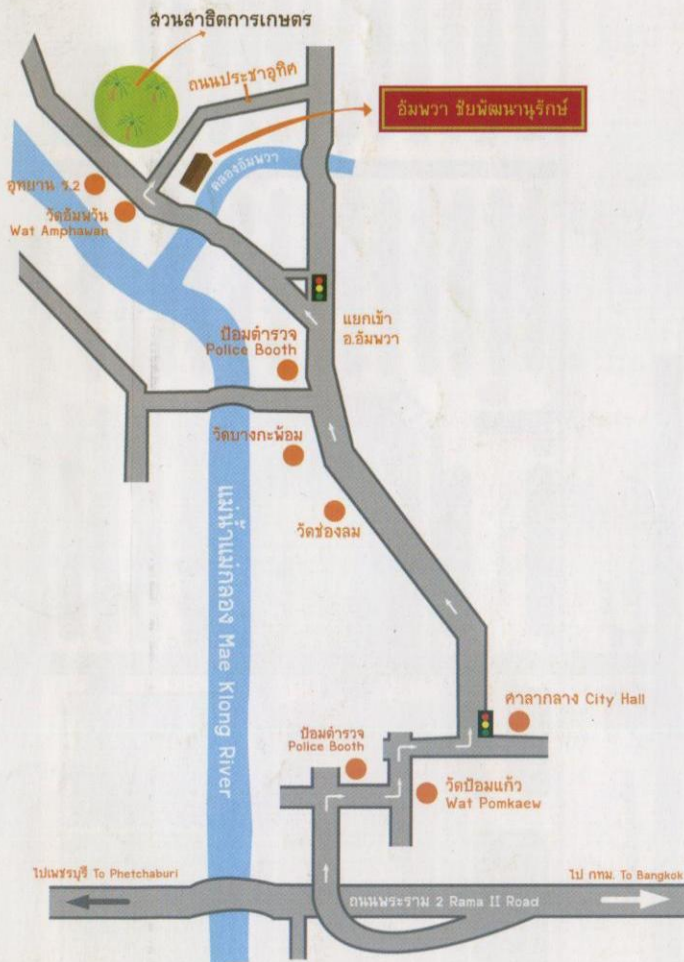 สวนสาธิตการเกษตร
ถนนประชาอุทิศ
อัมพวา ชัยพัฒนานุรักษ์
คลองอัมพวา
อุทยาน ร.2
วัดอัมพวัน
Wat Amphawan
แยกเข้า
อ.อัมพวา
ป้อมตำรวจ
Police Booth
วัดบางกะพ้อม
วัดช่องลม
แม่น้ำแม่กลอง Mae Klong River
ศาลากลาง City Hall
ป้อมตำรวจ
Police Booth
วัดป้อมแก้ว
Wat Pomkaew
ไปเพชรบุรี To Phetchaburi
ไป กทม. To Bangkok
ถนนพระราม 2 Rama II Road